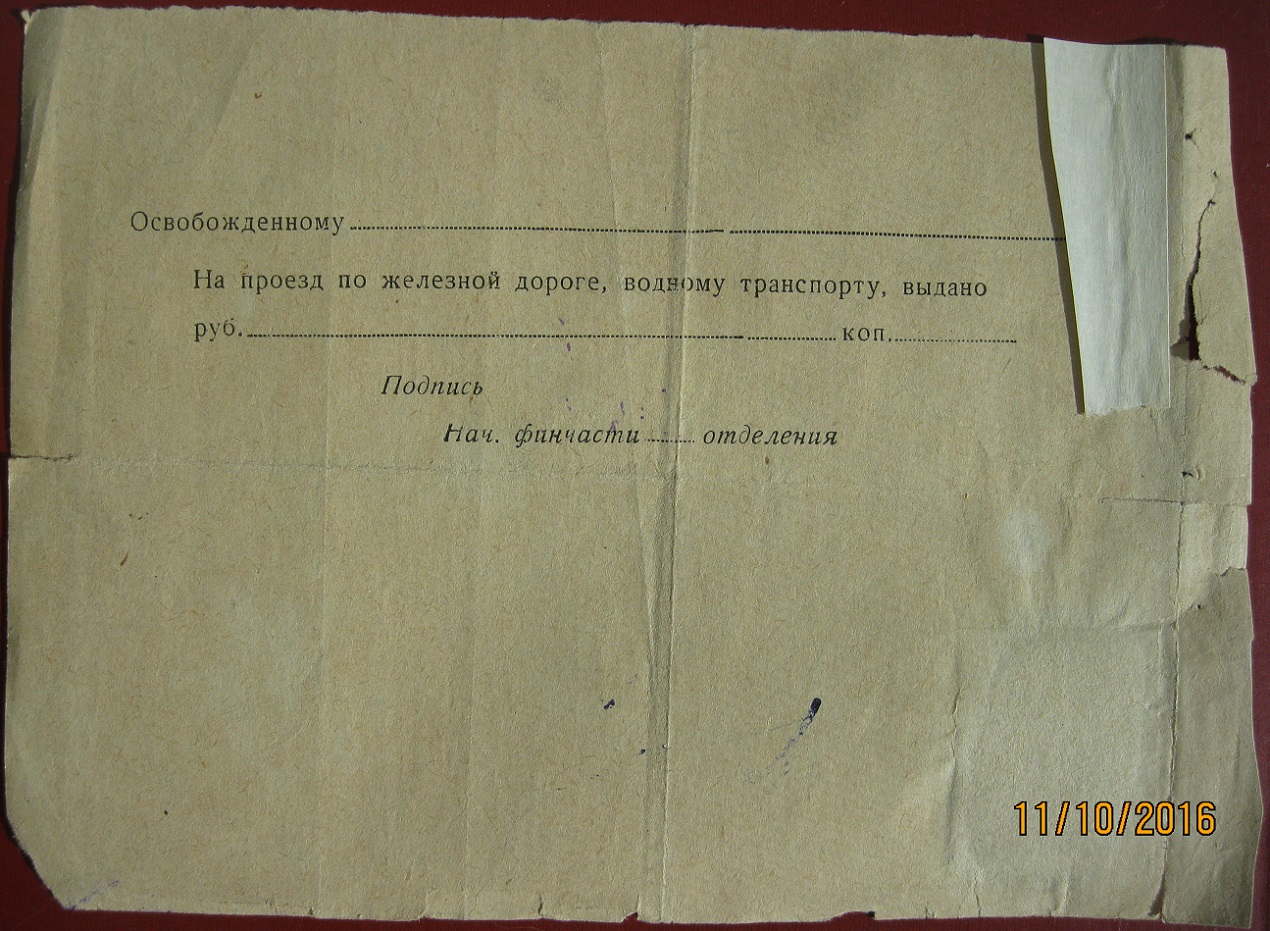 Освобожденному
На проезд по железной дороге, водному транспорту, выдано
руб. коп.
Подпись
Нач. финчасти отделения
11/10/2016